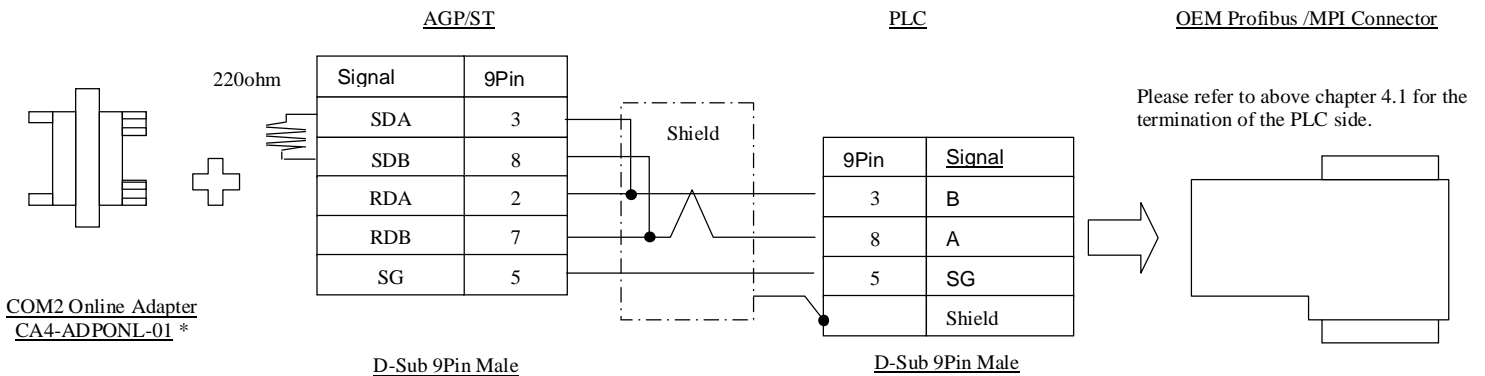 AGP/ST
PLC
OEM Profibus /MPI Connector
220ohm
Signal 9Pin
SDA 3
SDB 8
RDA 2
RDB 7
SG 5
Shield
9Pin Signal
3 B
8 A
5 SG
Shield
Please refer to above chapter 4.1 for the
termination of the PLC side.
COM2 Online Adapter
CA4-ADPONL-01 *
D-Sub 9Pin Male
D-Sub 9Pin Male